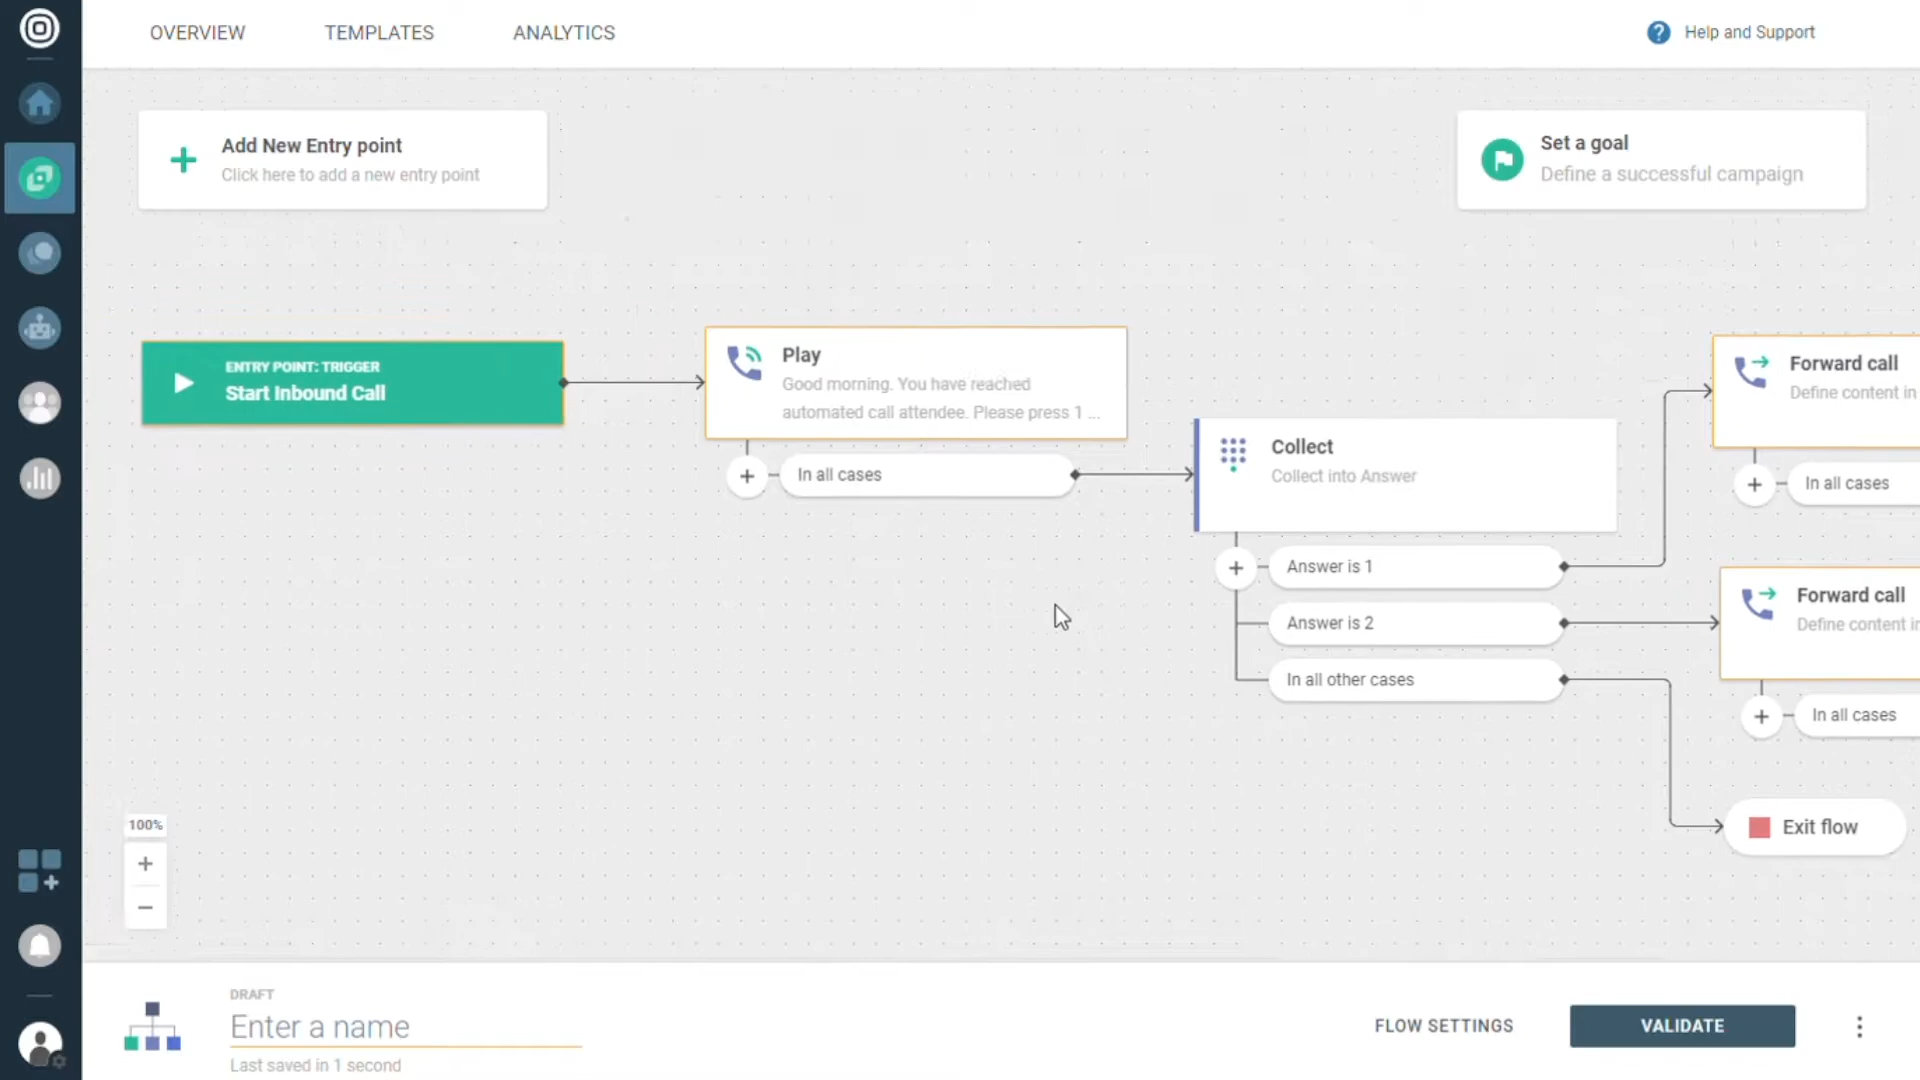 OVERVIEW
TEMPLATES
ANALYTICS
? Help and Support
Add New Entry point
Click here to add a new entry point
Set a goal
Define a successful campaign
ENTRY POINT: TRIGGER
Start Inbound Call
Play
Good morning. You have reached
automated call attendee. Please press 1 ...
In all cases
Collect
Collect into Answer
Answer is 1
Answer is 2
In all other cases
Forward call
Define content in
In all cases
Forward call
Define content in
In all cases
Exit flow
100%
DRAFT
Enter a name
Last saved in 1 second
FLOW SETTINGS
VALIDATE